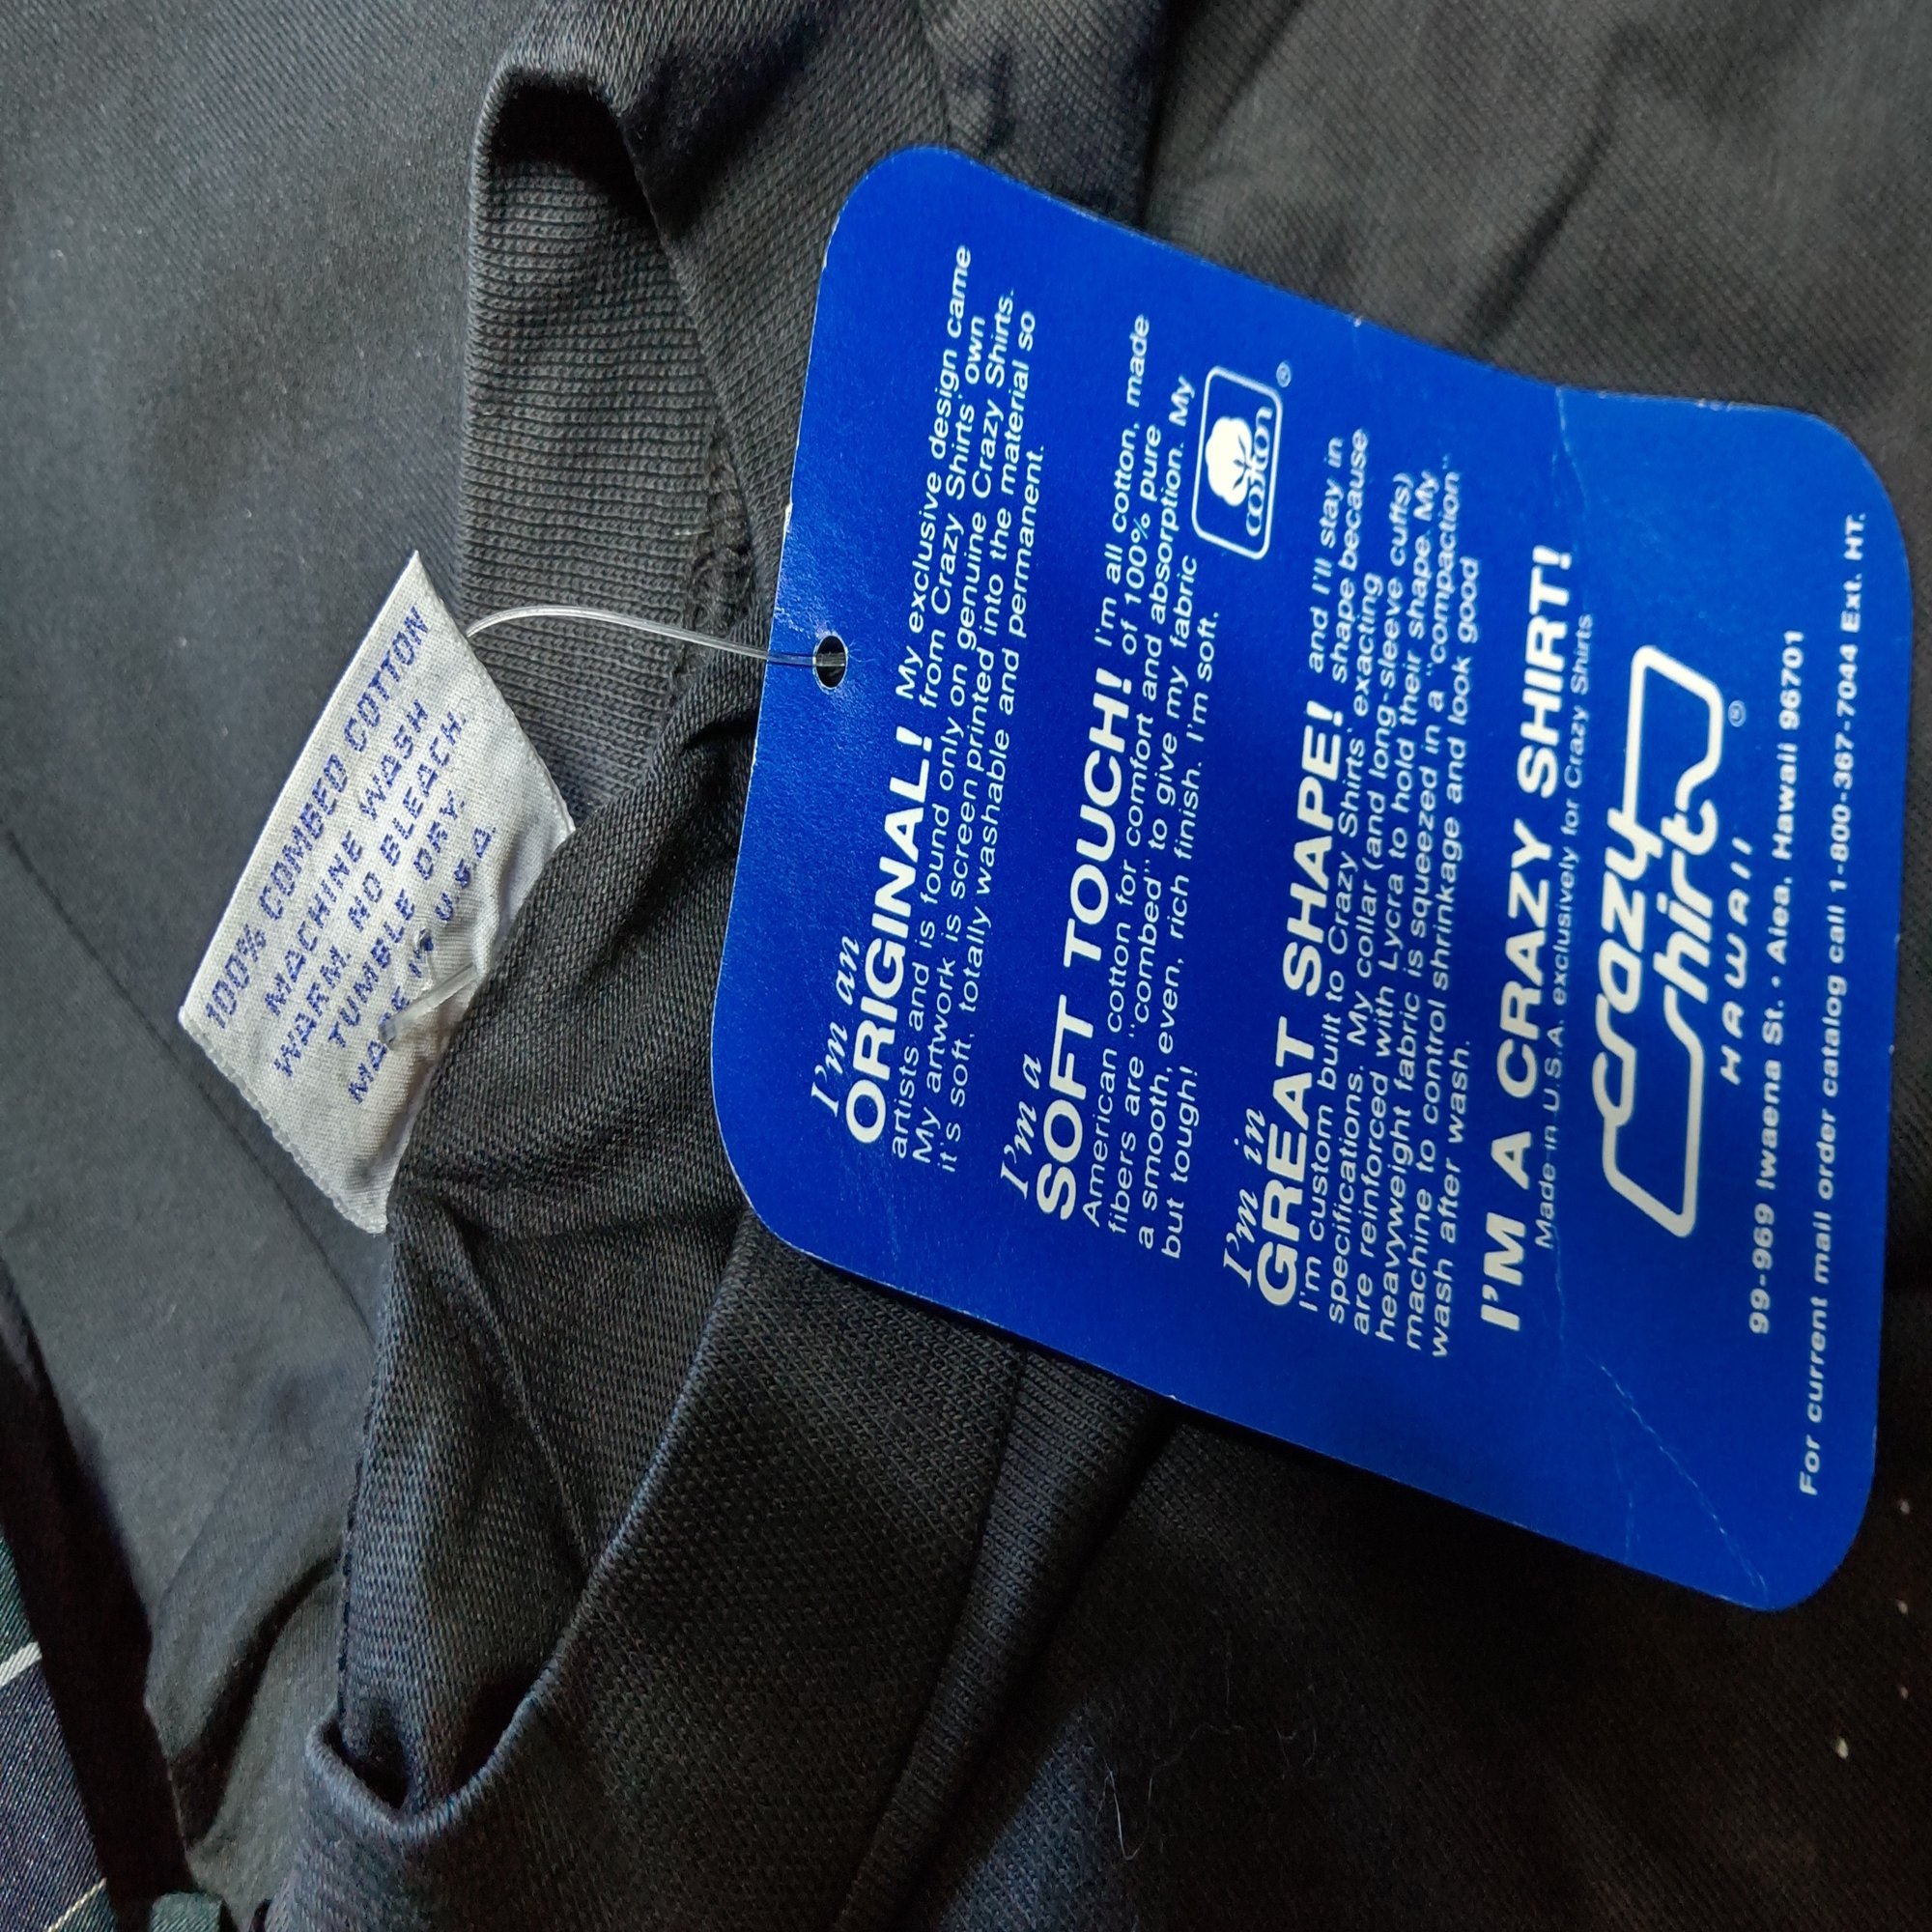 100% COMBED COTTON
MACHINE WASH
WARM. NO BLEACH.
TUMBLE DRY.
MADE IN U.S.A.
I'm an
ORIGINAL! My exclusive design came
artists and is found only on genuine Crazy Shirts.
from Crazy Shirts' own
My artwork is screen printed into the material so
it's soft, totally washable and permanent.
I'm a
SOFT TOUCH! I'm all cotton, made
American cotton for comfort and absorption. My
of 100% pure
fibers are "combed" to give my fabric
a smooth, even, rich finish. I'm soft,
but tough!
cotton ®
I'm in
GREAT SHAPE! and I'll stay in
shape because
I'm custom built to Crazy Shirts' exacting
specifications. My collar (and long-sleeve cuffs)
are reinforced with Lycra to hold their shape. My
heavyweight fabric is squeezed in a "compaction"
machine to control shrinkage and look good
wash after wash.
I'M A CRAZY SHIRT!
Made in U.S.A. exclusively for Crazy Shirts
crazy
shirts ®
HAWAII
99-969 Iwaena St. • Aiea, Hawaii 96701
For current mail order catalog call 1-800-367-7044 Ext. HT.